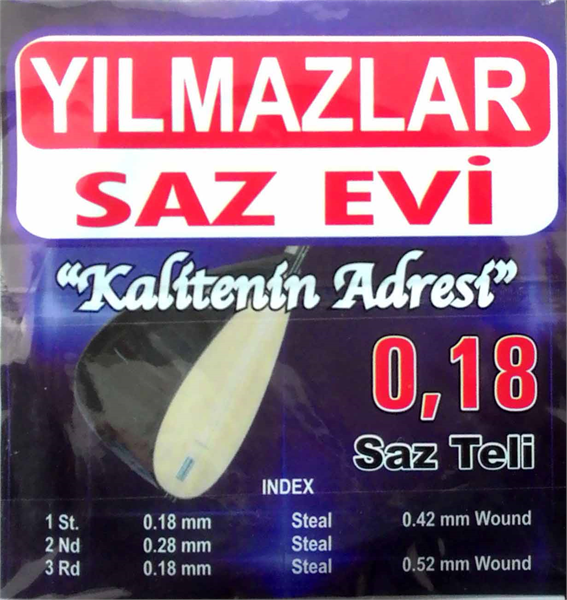 YILMAZLAR
SAZ EVİ
“Kalitenin Adresi”
0,18
Saz Teli
INDEX
1 St. 0.18 mm Steal 0.42 mm Wound
2 Nd 0.28 mm Steal
3 Rd 0.18 mm Steal 0.52 mm Wound